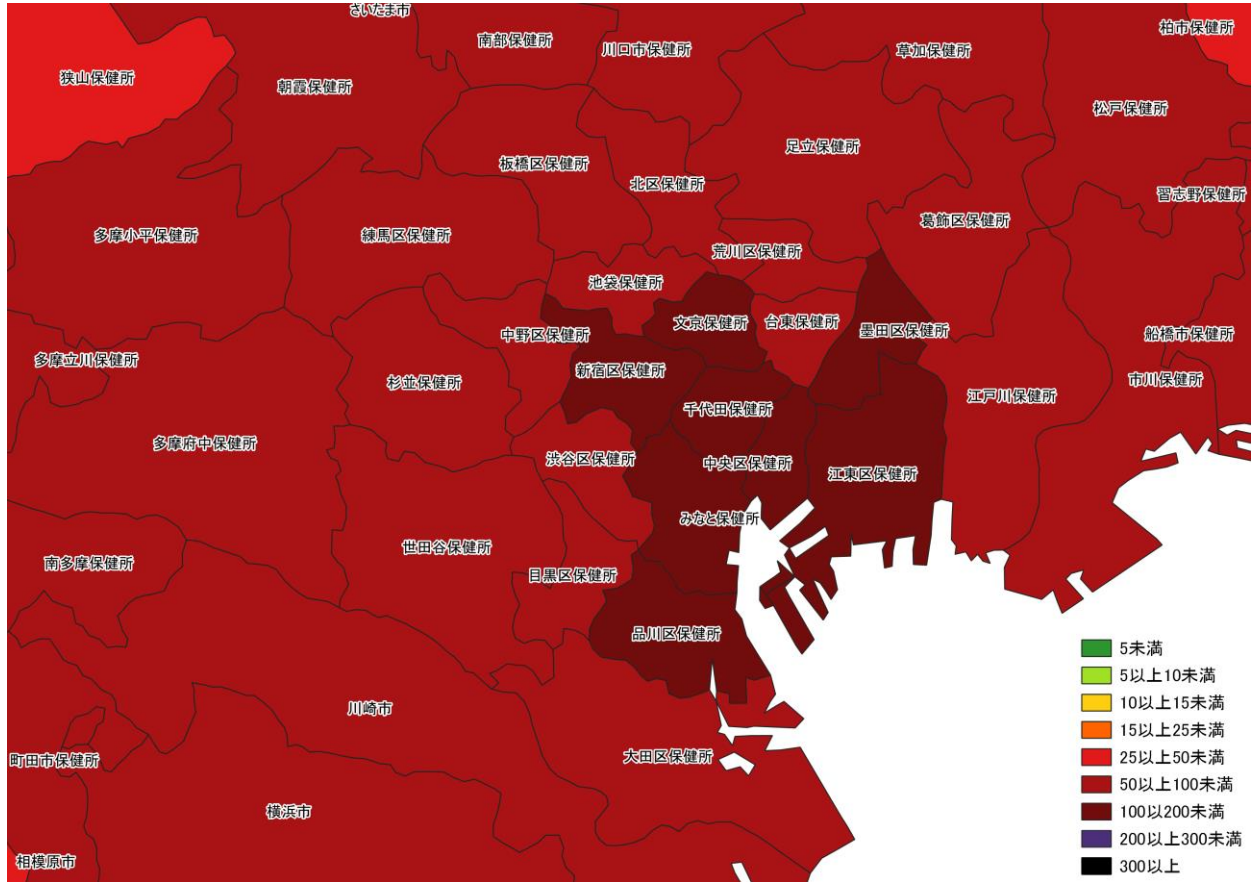 さいたま市
南部保健所
川口市保健所
草加保健所
柏市保健所
狭山保健所
朝霞保健所
松戸保健所
板橋区保健所
足立保健所
北区保健所
習志野保健所
多摩小平保健所
練馬区保健所
葛飾区保健所
荒川区保健所
池袋保健所
文京保健所
台東保健所
墨田区保健所
中野区保健所
船橋市保健所
多摩立川保健所
杉並保健所
新宿区保健所
市川保健所
江戸川保健所
千代田保健所
多摩府中保健所
渋谷区保健所
中央区保健所
江東区保健所
みなと保健所
世田谷保健所
南多摩保健所
目黒区保健所
品川区保健所
川崎市
大田区保健所
町田市保健所
横浜市
相模原市
5未満
5以上10未満
10以上15未満
15以上25未満
25以上50未満
50以上100未満
100以200未満
200以上300未満
300以上